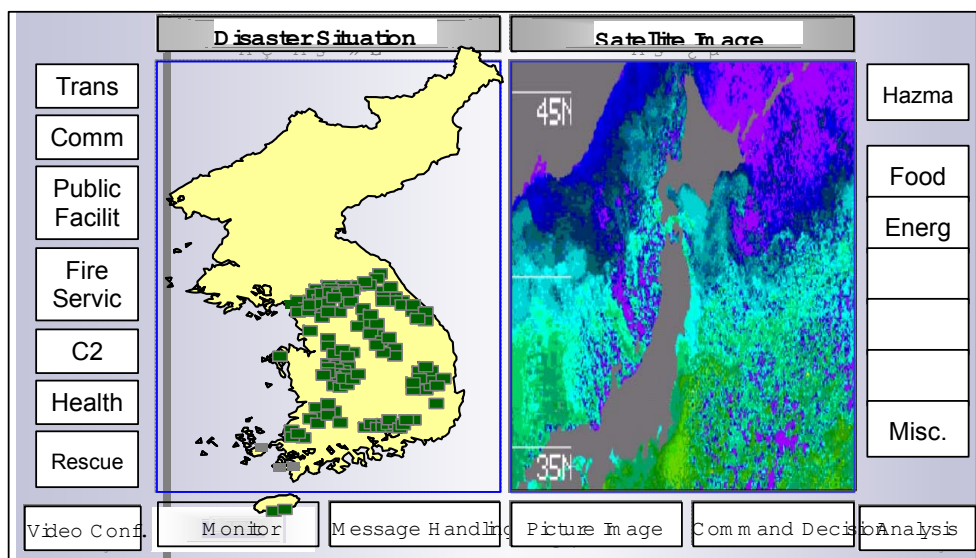 Disaster Situation
Satellite Image
Trans
Comm
Public
Facilit
Fire
Servic
C2
Health
Rescue
45N
35N
Hazma
Food
Energ
Misc.
Video Conf.
Monitor
Message Handling
Picture Image
Command Decision
Analysis